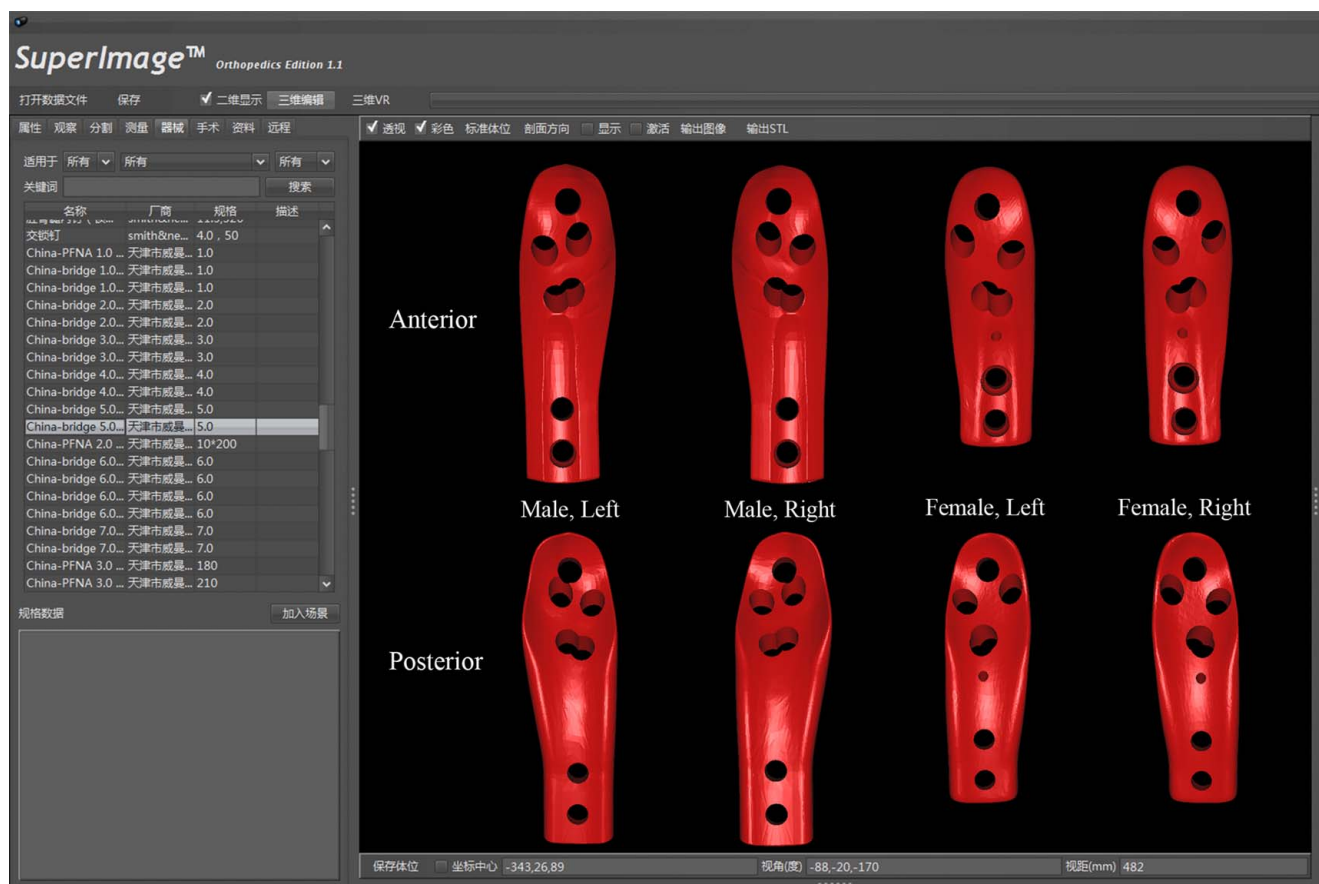 SuperImage™ Orthopedics Edition 1.1
打开数据文件 保存 二维显示 三维编辑 三维VR
属性 观察 分割 测量 器械 手术 资料 远程
透视 彩色 标准体位 剖面方向 显示 激活 输出图像 输出STL
适用于 所有 所有 所有
关键词 搜索
名称 厂商 规格 描述
交锁钉 smith&ne... 4.0，50
China-PFNA 1.0 ... 天津市威曼... 1.0
China-bridge 1.0... 天津市威曼... 1.0
China-bridge 1.0... 天津市威曼... 1.0
China-bridge 2.0... 天津市威曼... 2.0
China-bridge 2.0... 天津市威曼... 2.0
China-bridge 3.0... 天津市威曼... 3.0
China-bridge 3.0... 天津市威曼... 3.0
China-bridge 4.0... 天津市威曼... 4.0
China-bridge 4.0... 天津市威曼... 4.0
China-bridge 5.0... 天津市威曼... 5.0
China-bridge 5.0... 天津市威曼... 5.0
China-PFNA 2.0 ... 天津市威曼... 10*200
China-bridge 6.0... 天津市威曼... 6.0
China-bridge 6.0... 天津市威曼... 6.0
China-bridge 6.0... 天津市威曼... 6.0
China-bridge 6.0... 天津市威曼... 6.0
China-bridge 7.0... 天津市威曼... 7.0
China-bridge 7.0... 天津市威曼... 7.0
China-PFNA 3.0 ... 天津市威曼... 180
China-PFNA 3.0 ... 天津市威曼... 210
规格数据 加入场景
Anterior
Male, Left Male, Right Female, Left Female, Right
Posterior
保存体位 坐标中心 -343,26,89 视角(度) -88,-20,-170 视距(mm) 482